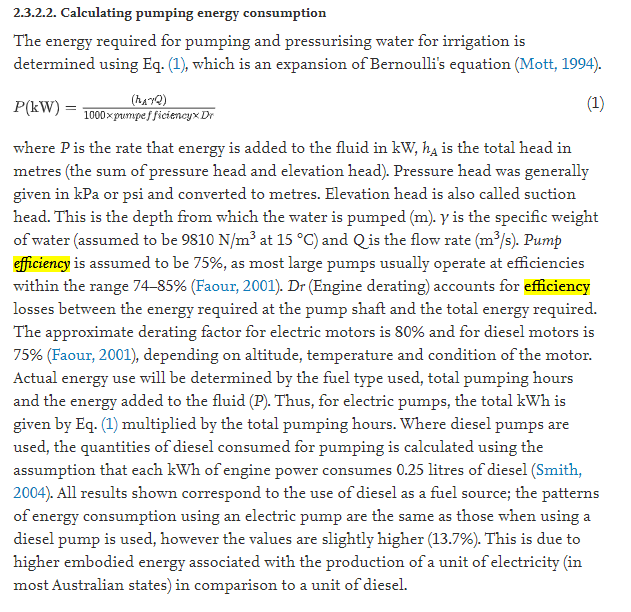 2.3.2.2. Calculating pumping energy consumption
The energy required for pumping and pressurising water for irrigation is
determined using Eq. (1), which is an expansion of Bernoulli's equation (Mott, 1994).
P(kW) = (hAγQ) / 1000×pumpefficiency×Dr (1)
where P is the rate that energy is added to the fluid in kW, hA is the total head in
metres (the sum of pressure head and elevation head). Pressure head was generally
given in kPa or psi and converted to metres. Elevation head is also called suction
head. This is the depth from which the water is pumped (m). γ is the specific weight
of water (assumed to be 9810 N/m³ at 15 °C) and Q is the flow rate (m³/s). Pump
efficiency is assumed to be 75%, as most large pumps usually operate at efficiencies
within the range 74–85% (Faour, 2001). Dr (Engine derating) accounts for efficiency
losses between the energy required at the pump shaft and the total energy required.
The approximate derating factor for electric motors is 80% and for diesel motors is
75% (Faour, 2001), depending on altitude, temperature and condition of the motor.
Actual energy use will be determined by the fuel type used, total pumping hours
and the energy added to the fluid (P). Thus, for electric pumps, the total kWh is
given by Eq. (1) multiplied by the total pumping hours. Where diesel pumps are
used, the quantities of diesel consumed for pumping is calculated using the
assumption that each kWh of engine power consumes 0.25 litres of diesel (Smith,
2004). All results shown correspond to the use of diesel as a fuel source; the patterns
of energy consumption using an electric pump are the same as those when using a
diesel pump is used, however the values are slightly higher (13.7%). This is due to
higher embodied energy associated with the production of a unit of electricity (in
most Australian states) in comparison to a unit of diesel.